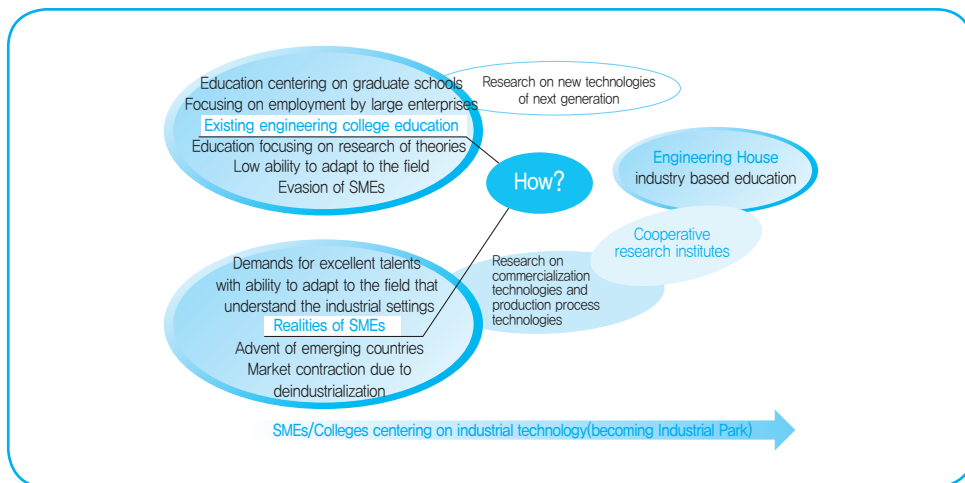 Education centering on graduate schools
Focusing on employment by large enterprises
Existing engineering college education
Education focusing on research of theories
Low ability to adapt to the field
Evasion of SMEs
Research on new technologies
of next generation
How?
Engineering House
industry based education
Cooperative
research institutes
Demands for excellent talents
with ability to adapt to the field that
understand the industrial settings
Realities of SMEs
Advent of emerging countries
Market contraction due to
deindustrialization
Research on
commercialization
technologies and
production process
technologies
SMEs/Colleges centering on industrial technology(becoming Industrial Park)